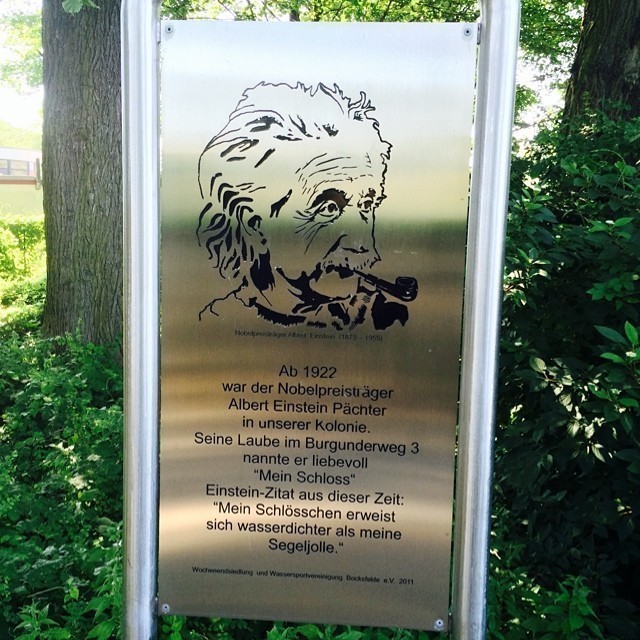 Nobelpreisträger Albert Einstein (1879 - 1955)
Ab 1922
war der Nobelpreisträger
Albert Einstein Pächter
in unserer Kolonie.
Seine Laube im Burgunderweg 3
nannte er liebevoll
"Mein Schloss"
Einstein-Zitat aus dieser Zeit:
"Mein Schlösschen erweist
sich wasserdichter als meine
Segeljolle."
Wochenendsiedlung und Wassersportvereinigung Bocksfelde e.V. 2011